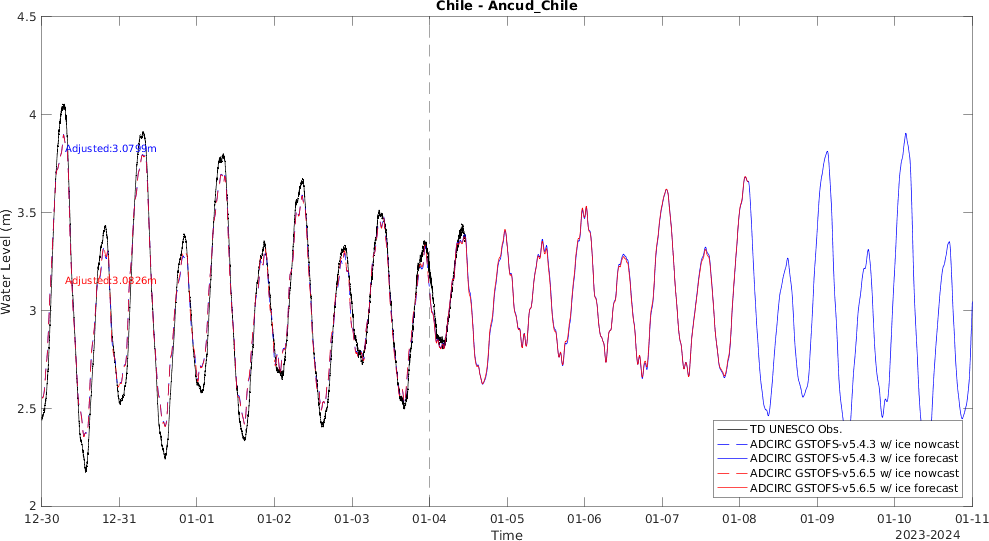 Chile - Ancud_Chile
4.5
4
3.5
3
2.5
2
Water Level (m)
Adjusted:3.0799m
Adjusted:3.0826m
TD UNESCO Obs.
ADCIRC GSTOFS-v5.4.3 w/ ice nowcast
ADCIRC GSTOFS-v5.4.3 w/ ice forecast
ADCIRC GSTOFS-v5.6.5 w/ ice nowcast
ADCIRC GSTOFS-v5.6.5 w/ ice forecast
12-30 12-31 01-01 01-02 01-03 01-04 01-05 01-06 01-07 01-08 01-09 01-10 01-11
Time
2023-2024